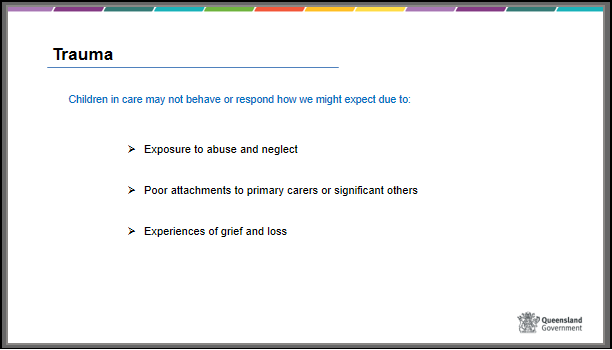 Trauma
Children in care may not behave or respond how we might expect due to:
➢ Exposure to abuse and neglect
➢ Poor attachments to primary carers or significant others
➢ Experiences of grief and loss
Queensland
Government